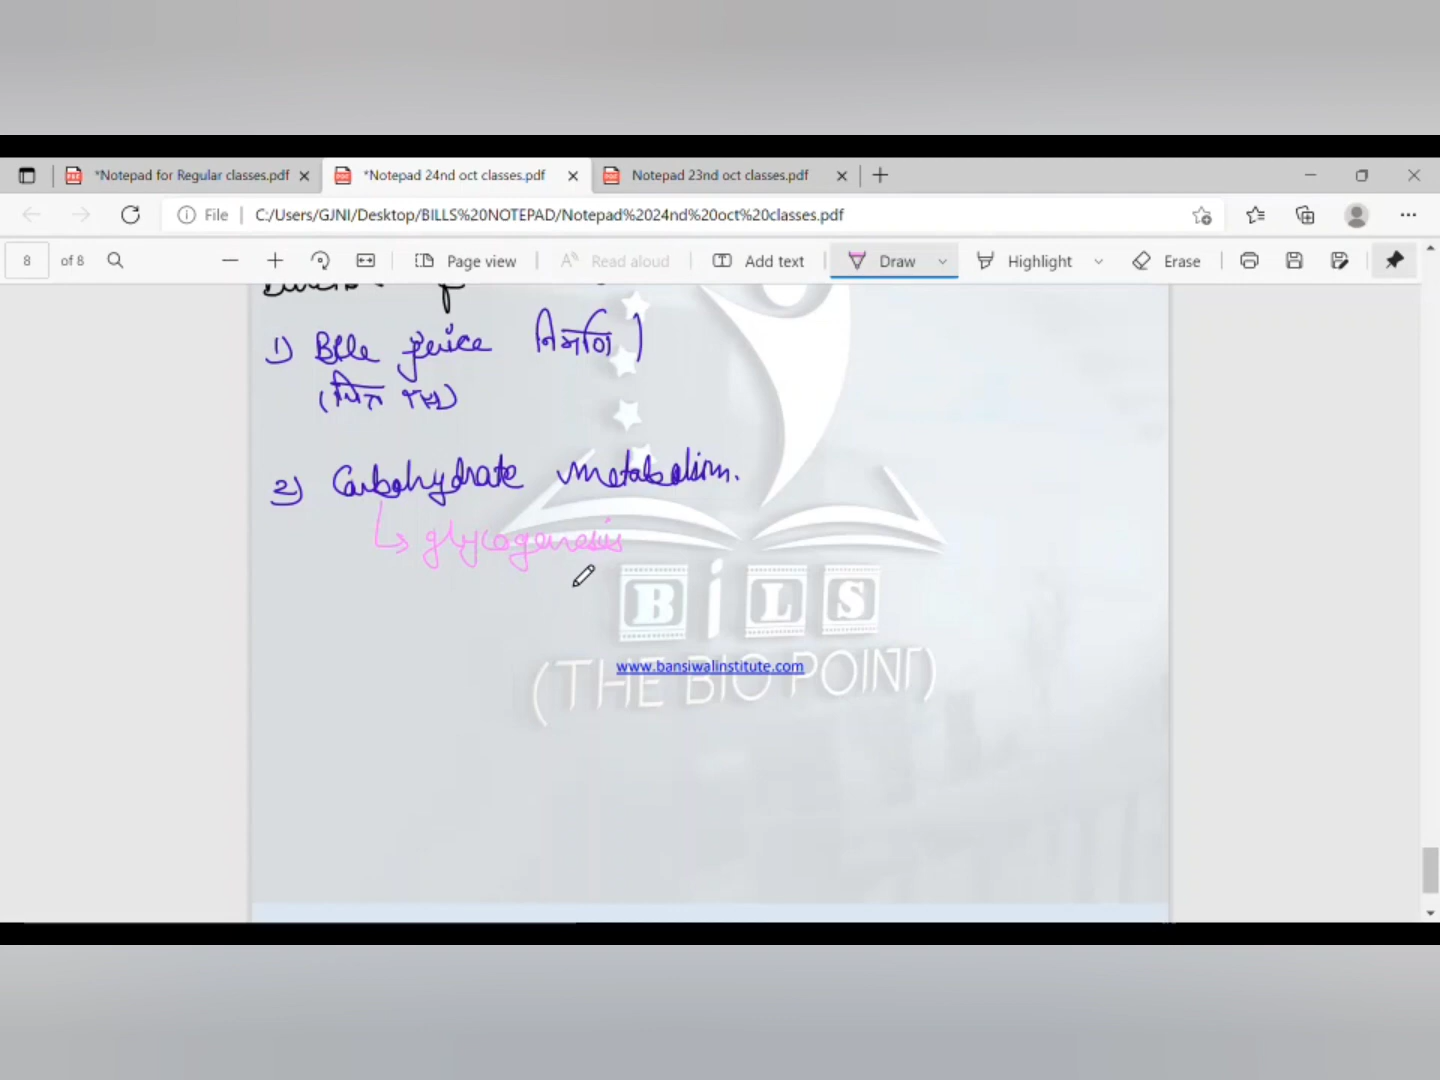 *Notepad for Regular classes.pdf
*Notepad 24nd oct classes.pdf
Notepad 23nd oct classes.pdf
File
C:/Users/GJNI/Desktop/BILLS%20NOTEPAD/Notepad%2024nd%20oct%20classes.pdf
8 of 8
Page view
Read aloud
Add text
Draw
Highlight
Erase
1) Bile juice निर्माण)
(पित्त रस)
2) Carbohydrate metabolism.
glycogenesis
BiLS
www.bansiwalinstitute.com
(THE BIO POINT)